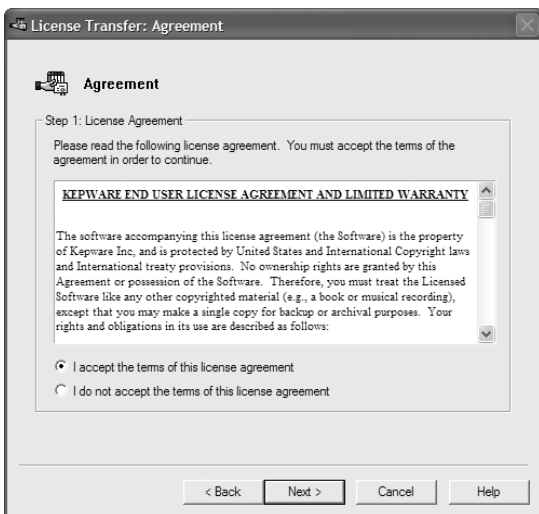 License Transfer: Agreement
Agreement
Step 1: License Agreement
Please read the following license agreement. You must accept the terms of the
agreement in order to continue.
KEPWARE END USER LICENSE AGREEMENT AND LIMITED WARRANTY
The software accompanying this license agreement (the Software) is the property
of Kepware Inc, and is protected by United States and International Copyright laws
and International treaty provisions. No ownership rights are granted by this
Agreement or possession of the Software. Therefore, you must treat the Licensed
Software like any other copyrighted material (e.g., a book or musical recording),
except that you may make a single copy for backup or archival purposes. Your
rights and obligations in its use are described as follows:
I accept the terms of this license agreement
I do not accept the terms of this license agreement
< Back Next > Cancel Help